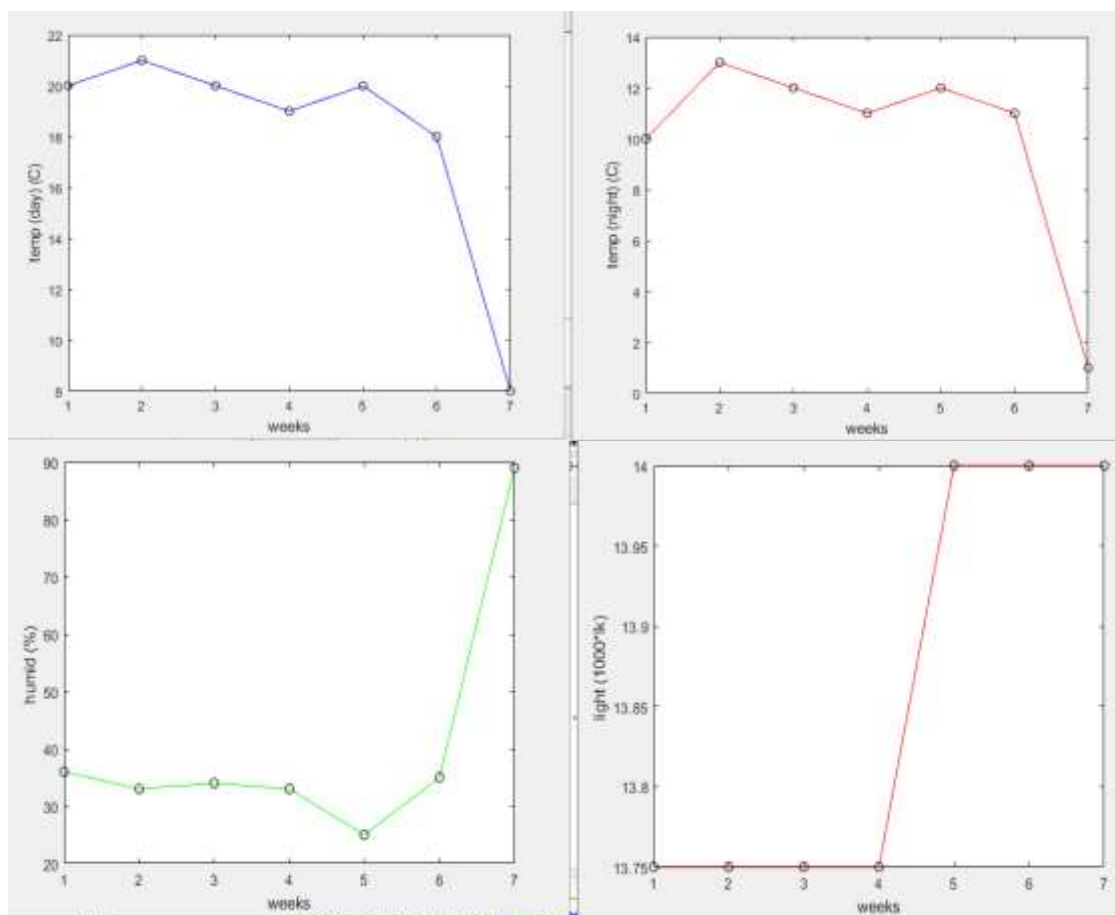 22
20
18
16
14
12
10
8
temp (day) (C)
1 2 3 4 5 6 7
weeks
14
12
10
8
6
4
2
0
temp (night) (C)
1 2 3 4 5 6 7
weeks
90
80
70
60
50
40
30
20
humid (%)
1 2 3 4 5 6 7
weeks
14
13.95
13.9
13.85
13.8
13.75
light (1000*lk)
1 2 3 4 5 6 7
weeks